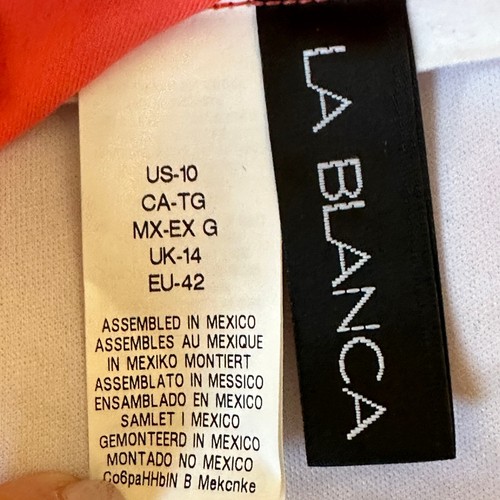 US-10
CA-TG
MX-EX G
UK-14
EU-42
ASSEMBLED IN MEXICO
ASSEMBLES AU MEXIQUE
IN MEXIKO MONTIERT
ASSEMBLATO IN MESSICO
ENSAMBLADO EN MEXICO
SAMLET I MEXICO
GEMONTEERD IN MEXICO
MONTADO NO MEXICO
Co6paHHbIN B Mekcnke
LA BLANCA